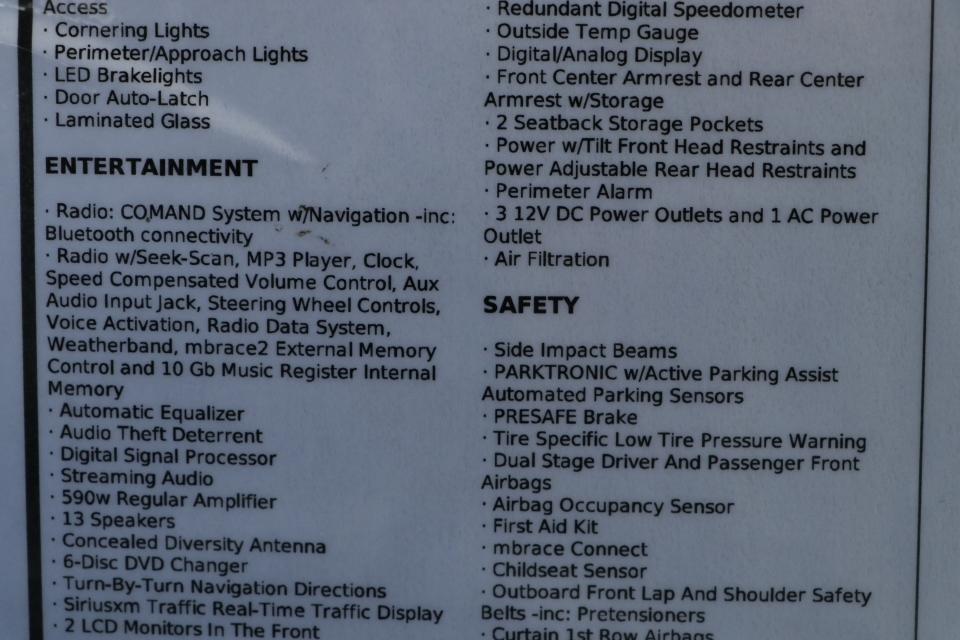 Access
· Cornering Lights
· Perimeter/Approach Lights
· LED Brakelights
· Door Auto-Latch
· Laminated Glass
ENTERTAINMENT
· Radio: COMAND System w/Navigation -inc:
Bluetooth connectivity
· Radio w/Seek-Scan, MP3 Player, Clock,
Speed Compensated Volume Control, Aux
Audio Input Jack, Steering Wheel Controls,
Voice Activation, Radio Data System,
Weatherband, mbrace2 External Memory
Control and 10 Gb Music Register Internal
Memory
· Automatic Equalizer
· Audio Theft Deterrent
· Digital Signal Processor
· Streaming Audio
· 590w Regular Amplifier
· 13 Speakers
· Concealed Diversity Antenna
· 6-Disc DVD Changer
· Turn-By-Turn Navigation Directions
· Siriusxm Traffic Real-Time Traffic Display
· 2 LCD Monitors In The Front
· Redundant Digital Speedometer
· Outside Temp Gauge
· Digital/Analog Display
· Front Center Armrest and Rear Center
Armrest w/Storage
· 2 Seatback Storage Pockets
· Power w/Tilt Front Head Restraints and
Power Adjustable Rear Head Restraints
· Perimeter Alarm
· 3 12V DC Power Outlets and 1 AC Power
Outlet
· Air Filtration
SAFETY
· Side Impact Beams
· PARKTRONIC w/Active Parking Assist
Automated Parking Sensors
· PRESAFE Brake
· Tire Specific Low Tire Pressure Warning
· Dual Stage Driver And Passenger Front
Airbags
· Airbag Occupancy Sensor
· First Aid Kit
· mbrace Connect
· Childseat Sensor
· Outboard Front Lap And Shoulder Safety
Belts -inc: Pretensioners
· Curtain 1st Row Airbags